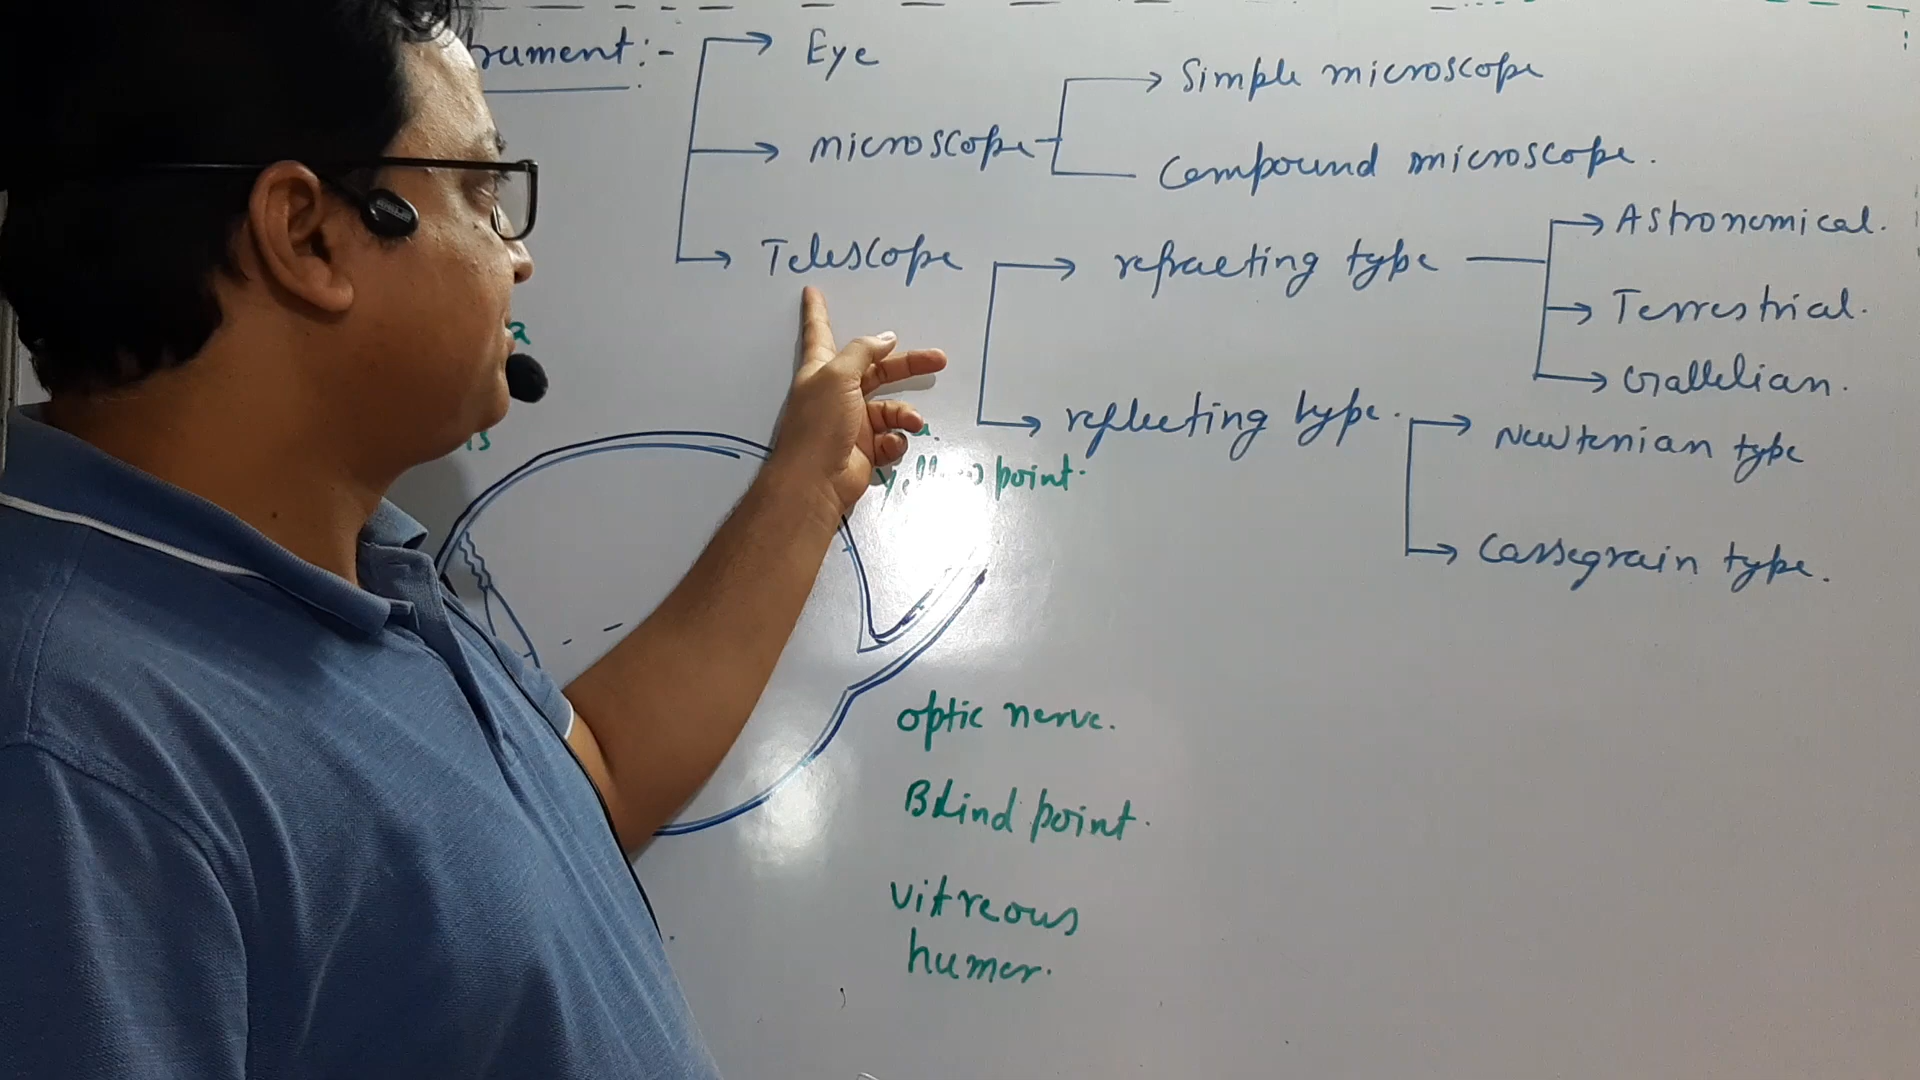 rument:-
Eye
Simple microscope
microscope
Compound microscope.
Astronomical.
Telescope
refracting type
Terrestrial.
Gallelian.
reflecting type.
Newtonian type
yellow point.
Cassegrain type.
optic nerve.
Blind point.
vitreous
humer.